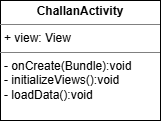 ChallanActivity
+ view: View
- onCreate(Bundle):void
- initializeViews():void
- loadData():void